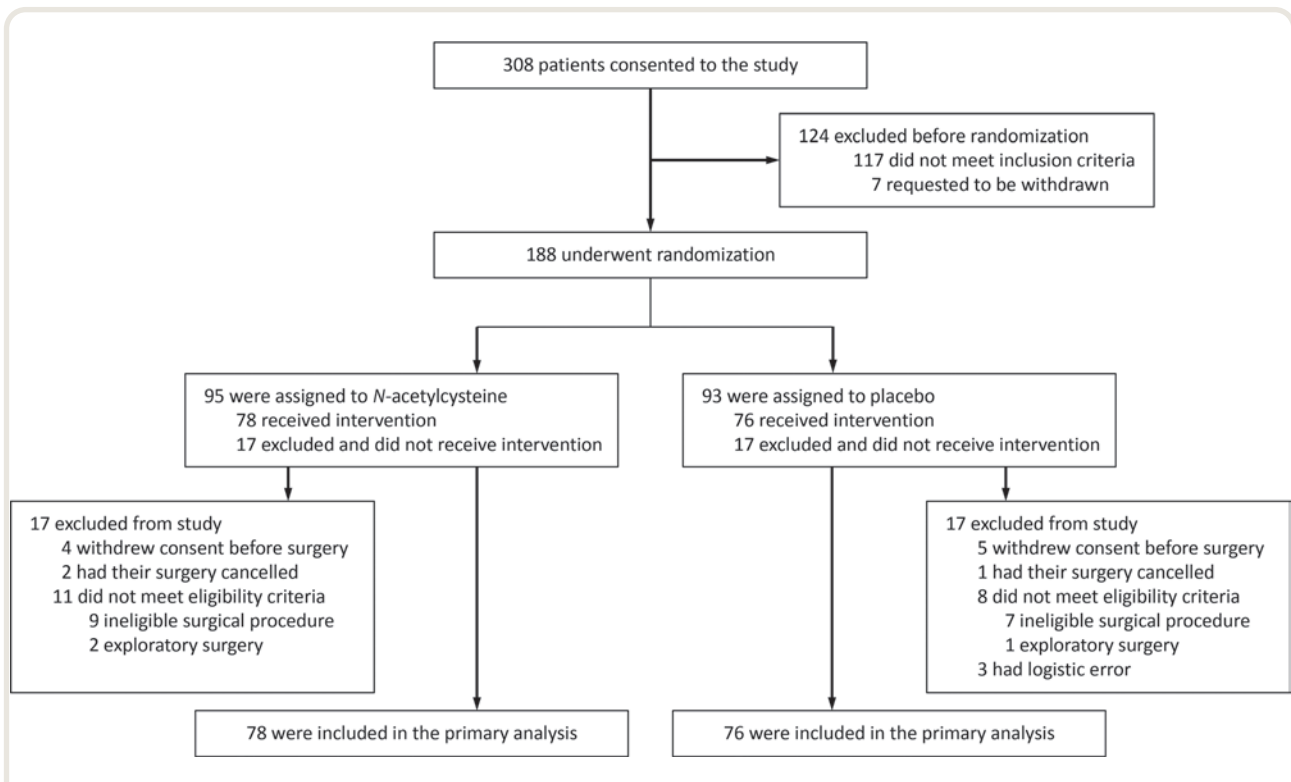 308 patients consented to the study
124 excluded before randomization
117 did not meet inclusion criteria
7 requested to be withdrawn
188 underwent randomization
95 were assigned to N-acetylcysteine
78 received intervention
17 excluded and did not receive intervention
93 were assigned to placebo
76 received intervention
17 excluded and did not receive intervention
17 excluded from study
4 withdrew consent before surgery
2 had their surgery cancelled
11 did not meet eligibility criteria
9 ineligible surgical procedure
2 exploratory surgery
17 excluded from study
5 withdrew consent before surgery
1 had their surgery cancelled
8 did not meet eligibility criteria
7 ineligible surgical procedure
1 exploratory surgery
3 had logistic error
78 were included in the primary analysis
76 were included in the primary analysis